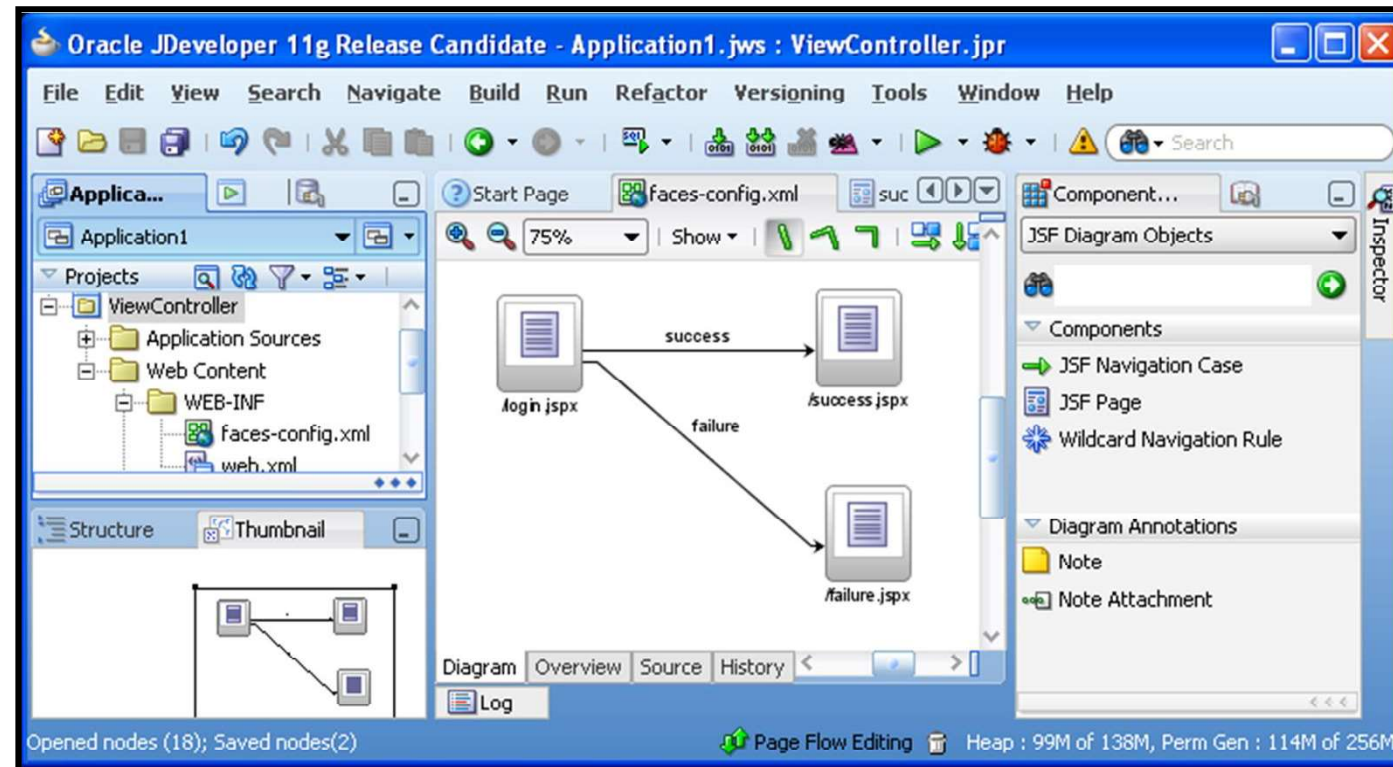 Oracle JDeveloper 11g Release Candidate - Application1.jws : ViewController.jpr
File Edit View Search Navigate Build Run Refactor Versioning Tools Window Help
Search
Applica...
Application1
Projects
ViewController
Application Sources
Web Content
WEB-INF
faces-config.xml
web.xml
Structure
Thumbnail
Start Page
faces-config.xml
suc
75%
Show
success
failure
/login.jspx
/success.jspx
/failure.jspx
Diagram
Overview
Source
History
Log
Component...
JSF Diagram Objects
Components
JSF Navigation Case
JSF Page
Wildcard Navigation Rule
Diagram Annotations
Note
Note Attachment
Inspector
Opened nodes (18); Saved nodes(2)
Page Flow Editing
Heap : 99M of 138M, Perm Gen : 114M of 256M